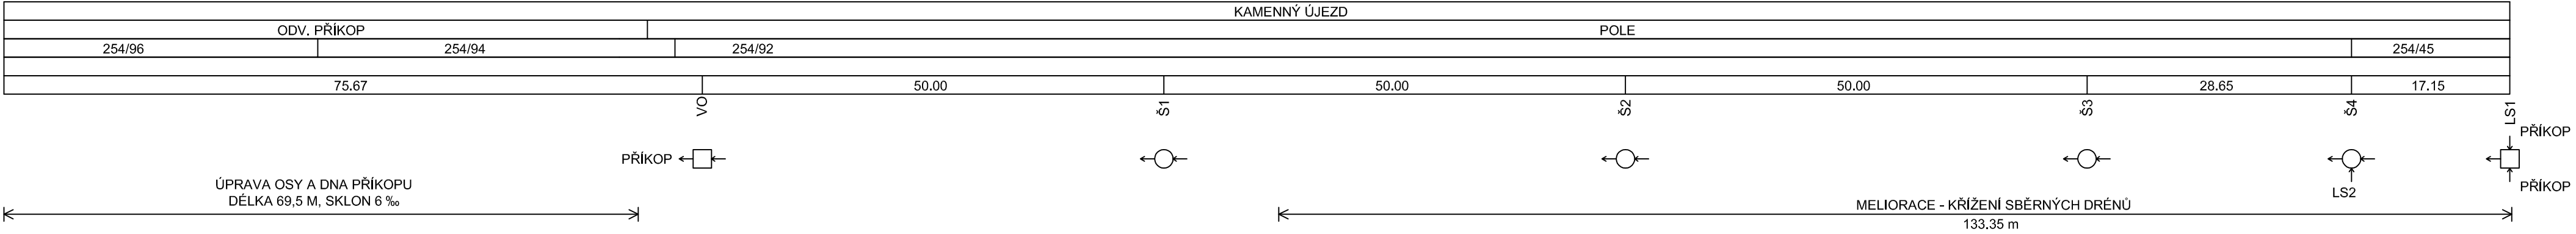 KAMENNÝ ÚJEZD
ODV. PŘÍKOP POLE
254/96 254/94 254/92 254/45
75.67 50.00 50.00 50.00 28.65 17.15
VO Š1 Š2 Š3 Š4 LS1
PŘÍKOP
PŘÍKOP
PŘÍKOP
LS2
ÚPRAVA OSY A DNA PŘÍKOPU
DÉLKA 69,5 M, SKLON 6 ‰
MELIORACE - KŘÍŽENÍ SBĚRNÝCH DRÉNŮ
133.35 m